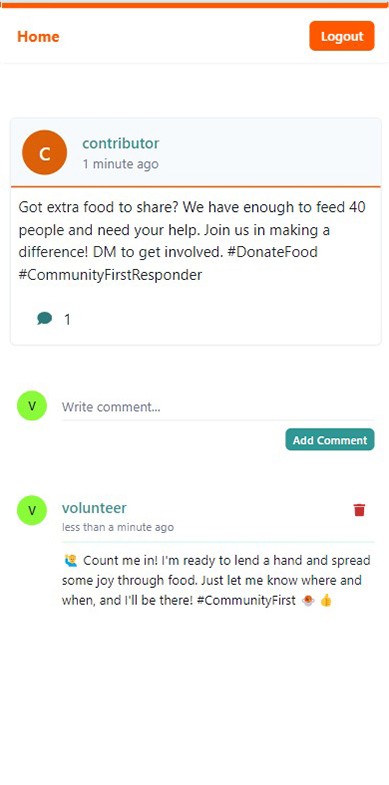 Home
Logout
C
contributor
1 minute ago
Got extra food to share? We have enough to feed 40
people and need your help. Join us in making a
difference! DM to get involved. #DonateFood
#CommunityFirstResponder
1
V
Write comment...
Add Comment
V
volunteer
less than a minute ago
🙋‍♂️ Count me in! I'm ready to lend a hand and spread
some joy through food. Just let me know where and
when, and I'll be there! #CommunityFirst 🍲 👍